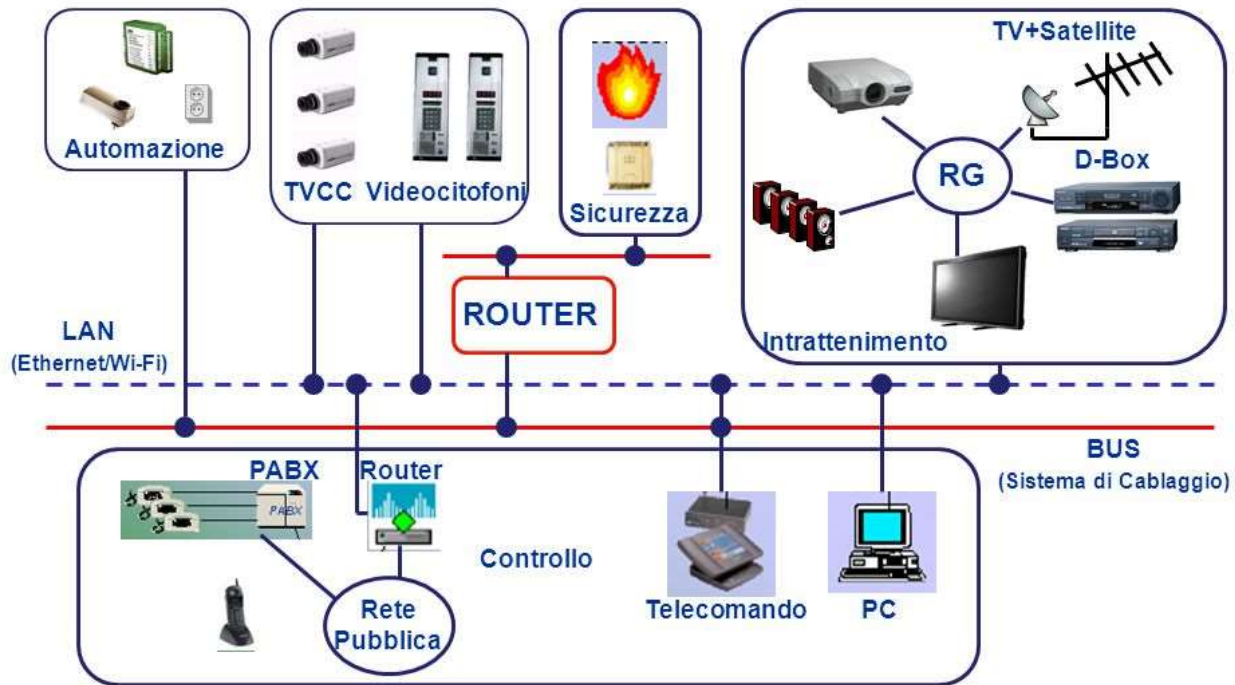 TV+Satellite
Automazione
TVCC
Videocitofoni
Sicurezza
RG
D-Box
Intrattenimento
ROUTER
LAN
(Ethernet/Wi-Fi)
BUS
(Sistema di Cablaggio)
PABX
Router
PABX
Controllo
Rete
Pubblica
Telecomando
PC